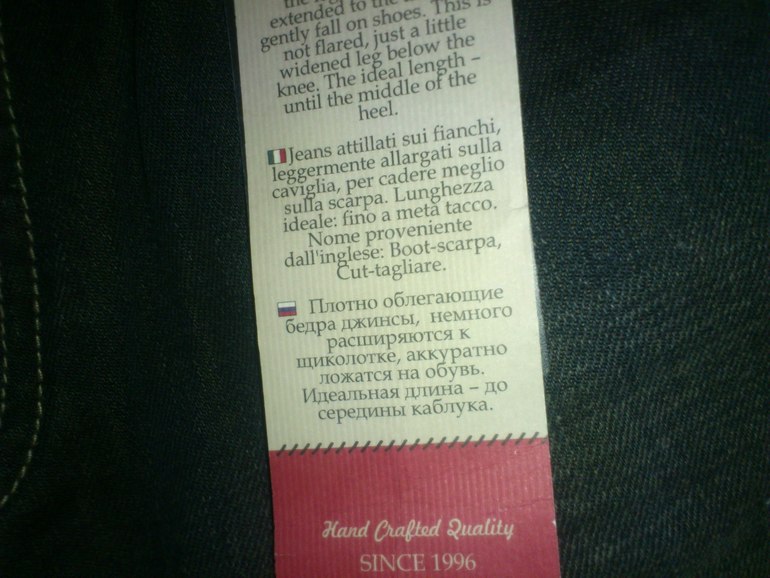 extended to the
gently fall on shoes. This is
not flared, just a little
widened leg below the
knee. The ideal length –
until the middle of the
heel.
Jeans attillati sui fianchi,
leggermente allargati sulla
caviglia, per cadere meglio
sulla scarpa. Lunghezza
ideale: fino a metà tacco.
Nome proveniente
dall'inglese: Boot-scarpa,
Cut-tagliare.
Плотно облегающие
бедра джинсы, немного
расширяются к
щиколотке, аккуратно
ложатся на обувь.
Идеальная длина – до
середины каблука.
Hand Crafted Quality
SINCE 1996